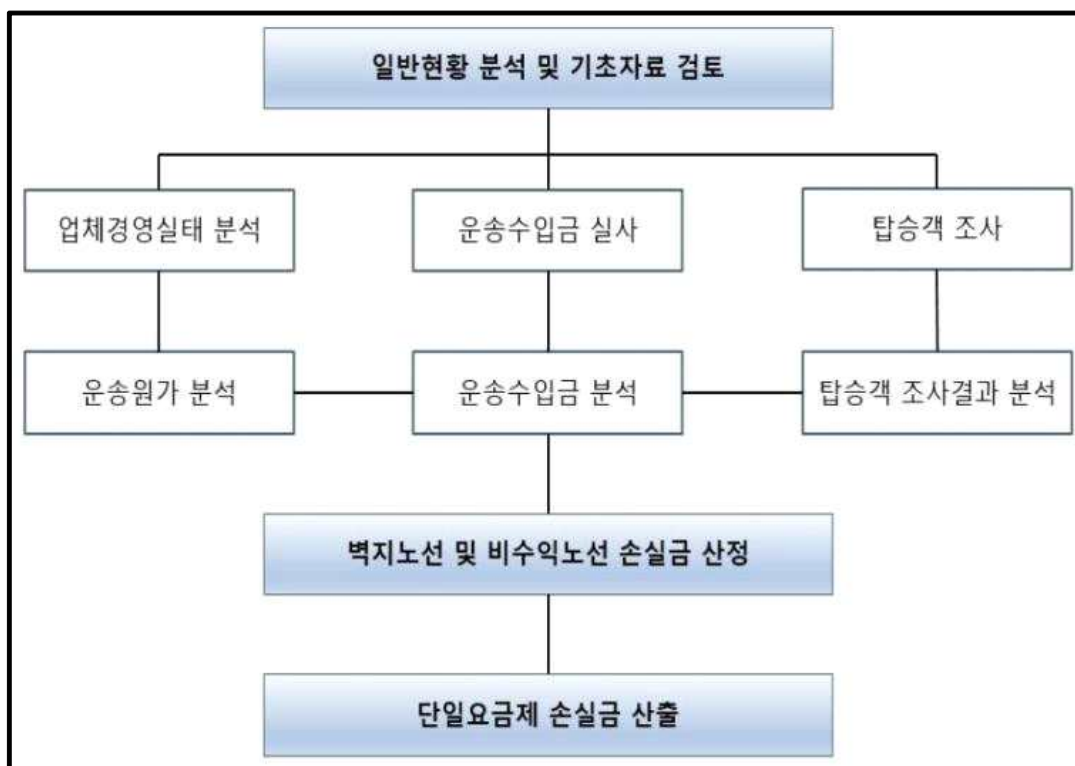 일반현황 분석 및 기초자료 검토
업체경영실태 분석
운송수입금 실사
탑승객 조사
운송원가 분석
운송수입금 분석
탑승객 조사결과 분석
벽지노선 및 비수익노선 손실금 산정
단일요금제 손실금 산출